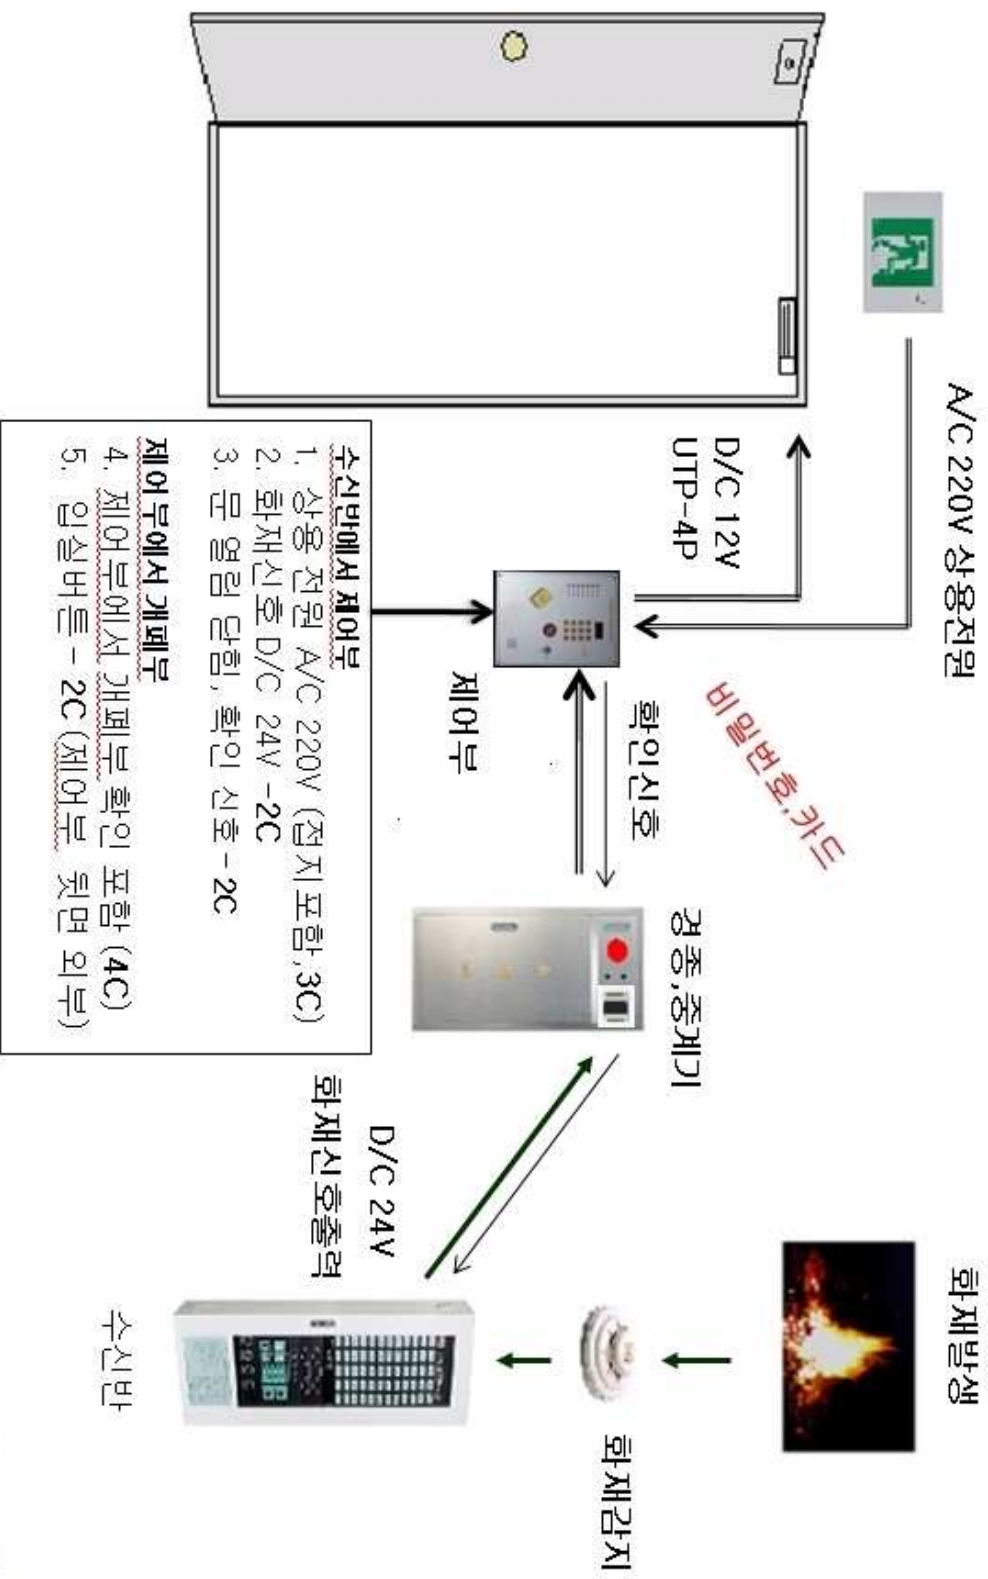 A/C 220V 상용전원
D/C 12V
UTP-4P
비밀번호,카드
확인신호
제어부
경종,중계기
화재발생
화재감지
D/C 24V
화재신호출력
수신반
수신반에서 제어부
1. 상용 전원 A/C 220V (접지포함,3C)
2. 화재신호 D/C 24V -2C
3. 문 열림 닫힘, 확인 신호 - 2C
제어부에서 개폐부
4. 제어부에서 개폐부 확인 포함 (4C)
5. 입실버튼 - 2C (제어부 뒷면 외부)